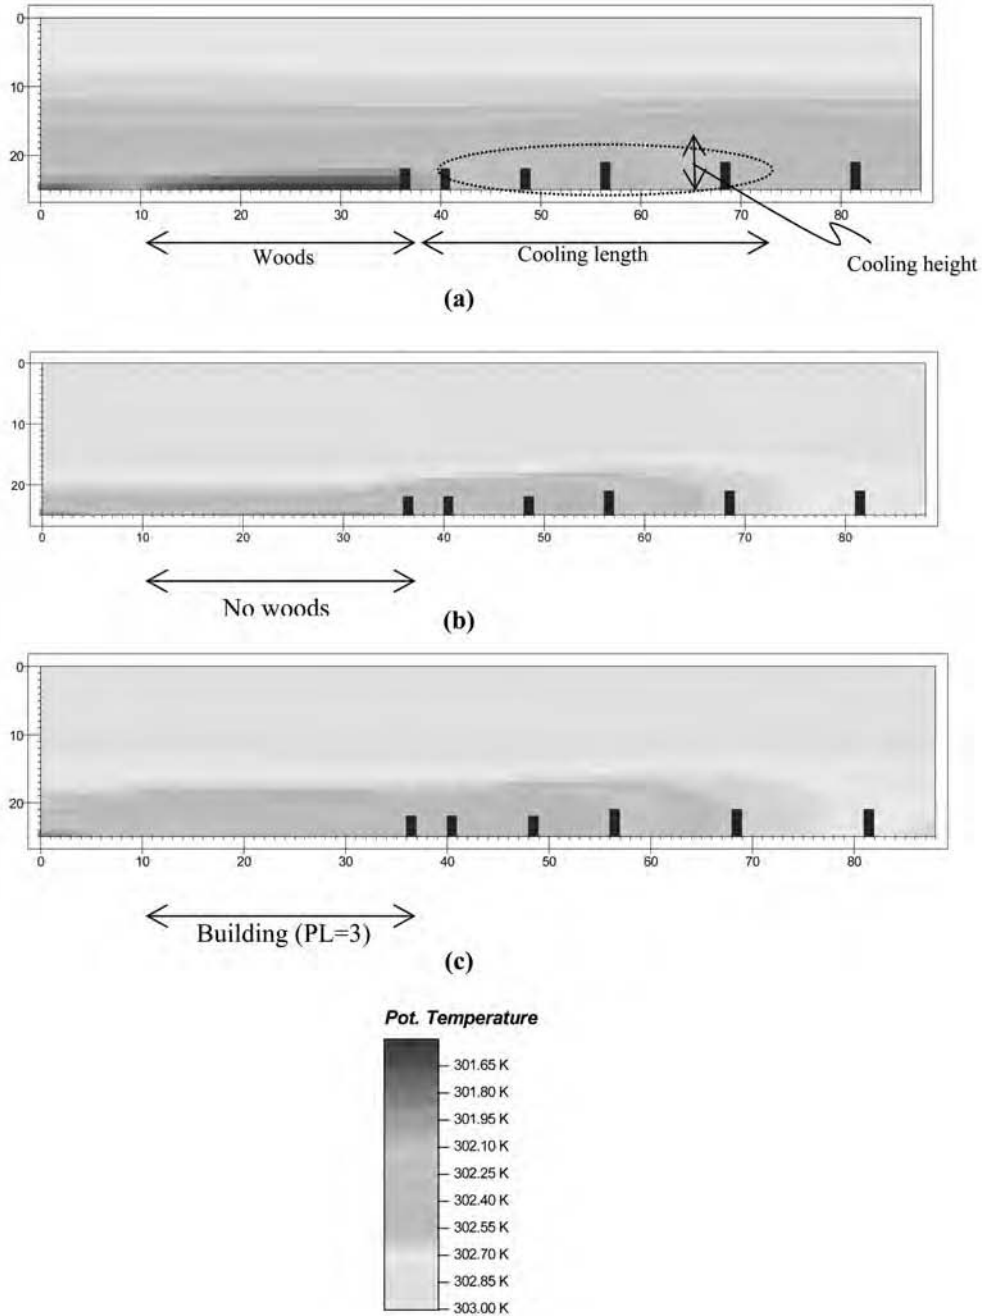 0
10
20
0 10 20 30 40 50 60 70 80
Woods
Cooling length
Cooling height
(a)
0
10
20
0 10 20 30 40 50 60 70 80
No woods
(b)
0
10
20
0 10 20 30 40 50 60 70 80
Building (PL=3)
(c)
Pot. Temperature
301.65 K
301.80 K
301.95 K
302.10 K
302.25 K
302.40 K
302.55 K
302.70 K
302.85 K
303.00 K